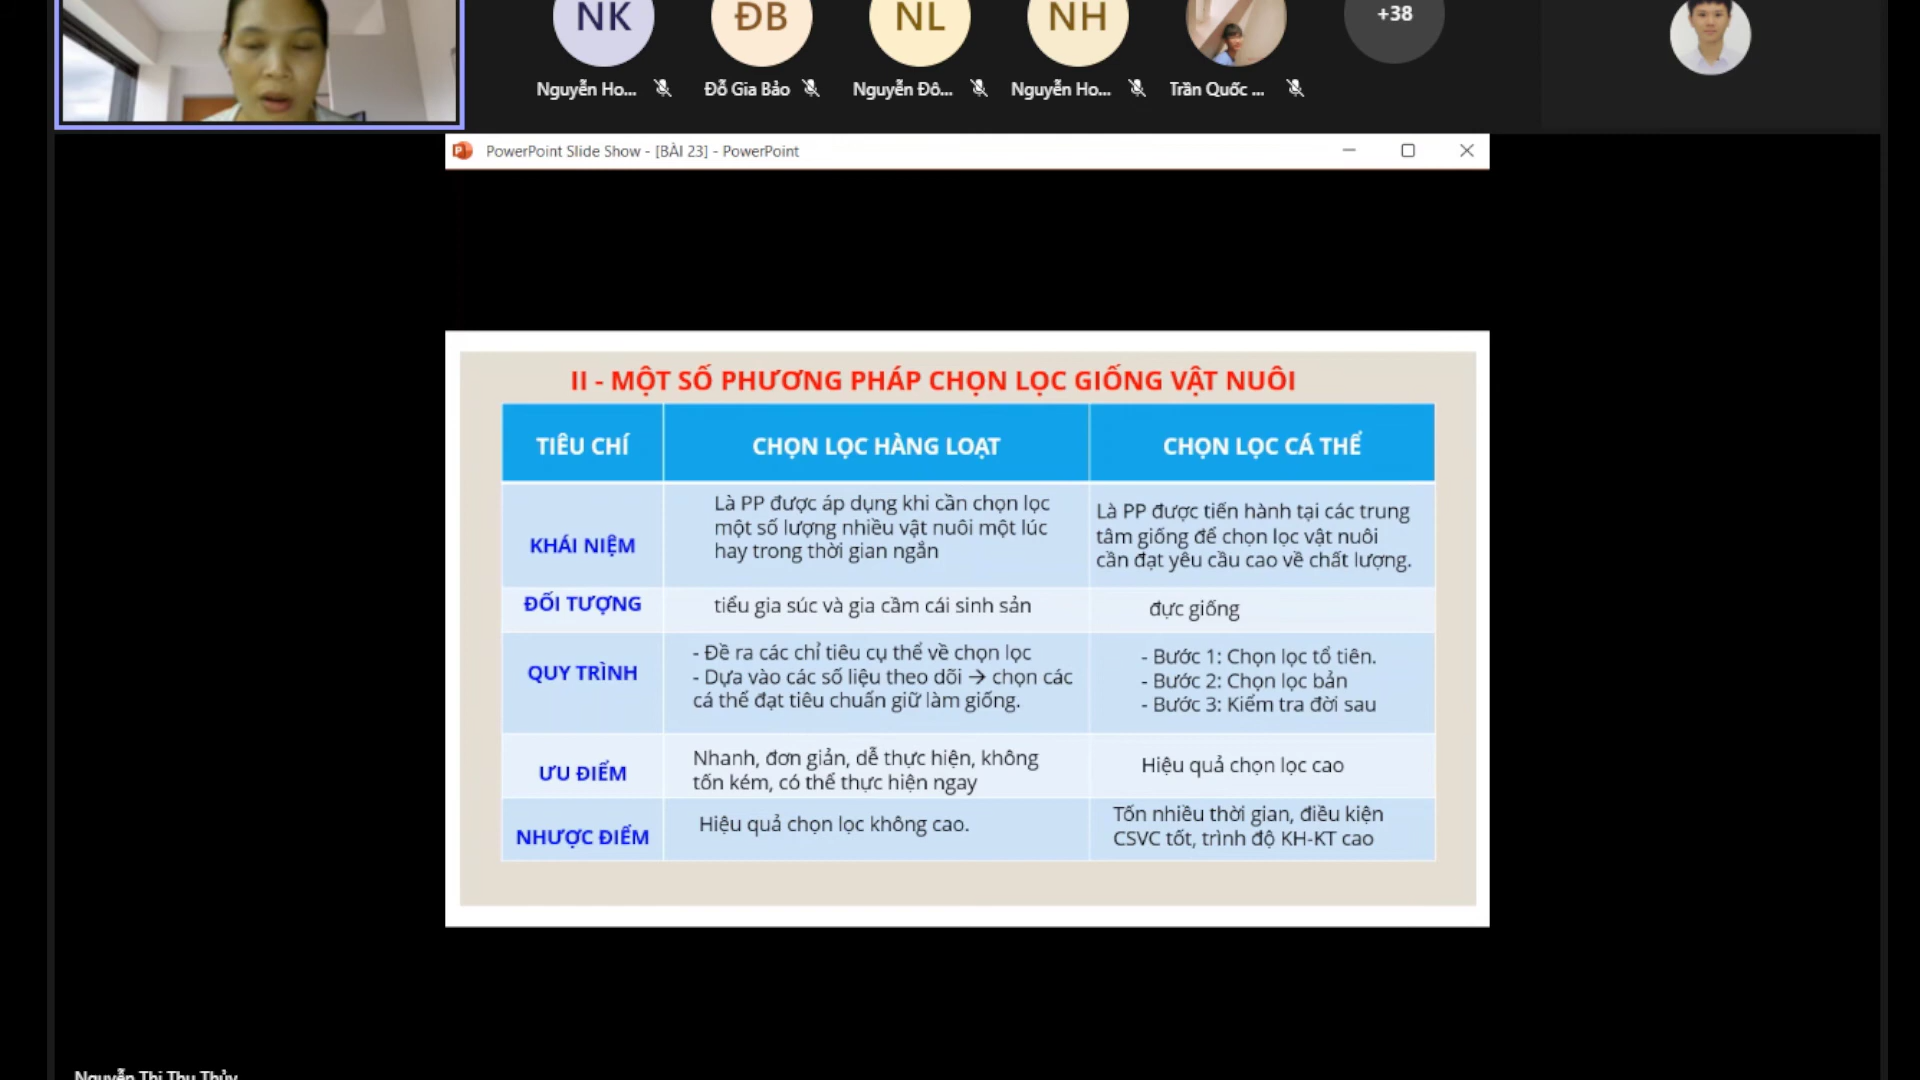 NK
ĐB
NL
NH
+38
Nguyễn Ho...
Đỗ Gia Bảo
Nguyễn Đô...
Nguyễn Ho...
Trần Quốc ...
PowerPoint Slide Show - [BÀI 23] - PowerPoint
II - MỘT SỐ PHƯƠNG PHÁP CHỌN LỌC GIỐNG VẬT NUÔI
TIÊU CHÍ
CHỌN LỌC HÀNG LOẠT
CHỌN LỌC CÁ THỂ
KHÁI NIỆM
Là PP được áp dụng khi cần chọn lọc
một số lượng nhiều vật nuôi một lúc
hay trong thời gian ngắn
Là PP được tiến hành tại các trung
tâm giống để chọn lọc vật nuôi
cần đạt yêu cầu cao về chất lượng.
ĐỐI TƯỢNG
tiểu gia súc và gia cầm cái sinh sản
đực giống
QUY TRÌNH
- Đề ra các chỉ tiêu cụ thể về chọn lọc
- Dựa vào các số liệu theo dõi → chọn các
cá thể đạt tiêu chuẩn giữ làm giống.
- Bước 1: Chọn lọc tổ tiên.
- Bước 2: Chọn lọc bản
- Bước 3: Kiểm tra đời sau
ƯU ĐIỂM
Nhanh, đơn giản, dễ thực hiện, không
tốn kém, có thể thực hiện ngay
Hiệu quả chọn lọc cao
NHƯỢC ĐIỂM
Hiệu quả chọn lọc không cao.
Tốn nhiều thời gian, điều kiện
CSVC tốt, trình độ KH-KT cao
Nguyễn Thị Thu Thủy